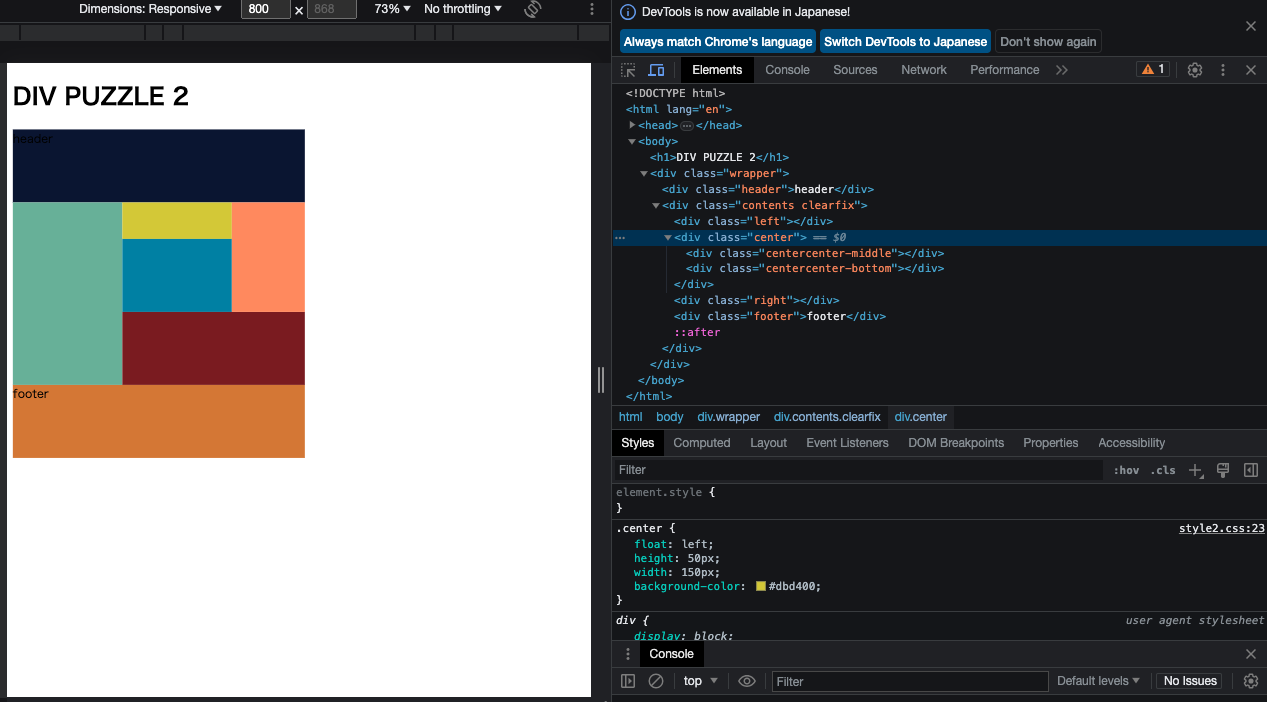 Dimensions: Responsive ▾ 800 × 868 73% ▾ No throttling ▾
DIV PUZZLE 2
header
footer
DevTools is now available in Japanese!
Always match Chrome's language Switch DevTools to Japanese Don't show again
Elements Console Sources Network Performance 1
<!DOCTYPE html>
<html lang="en">
<head>…</head>
<body>
<h1>DIV PUZZLE 2</h1>
<div class="wrapper">
<div class="header">header</div>
<div class="contents clearfix">
<div class="left"></div>
<div class="center"> == $0
<div class="centercenter-middle"></div>
<div class="centercenter-bottom"></div>
</div>
<div class="right"></div>
<div class="footer">footer</div>
::after
</div>
</div>
</body>
</html>
html body div.wrapper div.contents.clearfix div.center
Styles Computed Layout Event Listeners DOM Breakpoints Properties Accessibility
Filter :hov .cls
element.style {
}
.center { style2.css:23
float: left;
height: 50px;
width: 150px;
background-color: #dbd400;
}
div { user agent stylesheet
display: block;
Console
top ▾ Filter Default levels ▾ No Issues